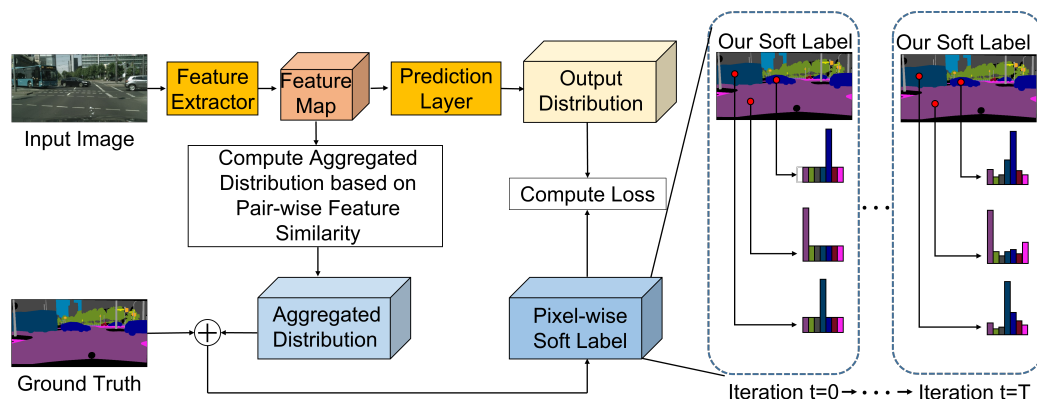 Input Image
Feature
Extractor
Feature
Map
Prediction
Layer
Output
Distribution
Compute Aggregated
Distribution based on
Pair-wise Feature
Similarity
Compute Loss
Ground Truth
Aggregated
Distribution
Pixel-wise
Soft Label
Our Soft Label
Iteration t=0
Our Soft Label
Iteration t=T